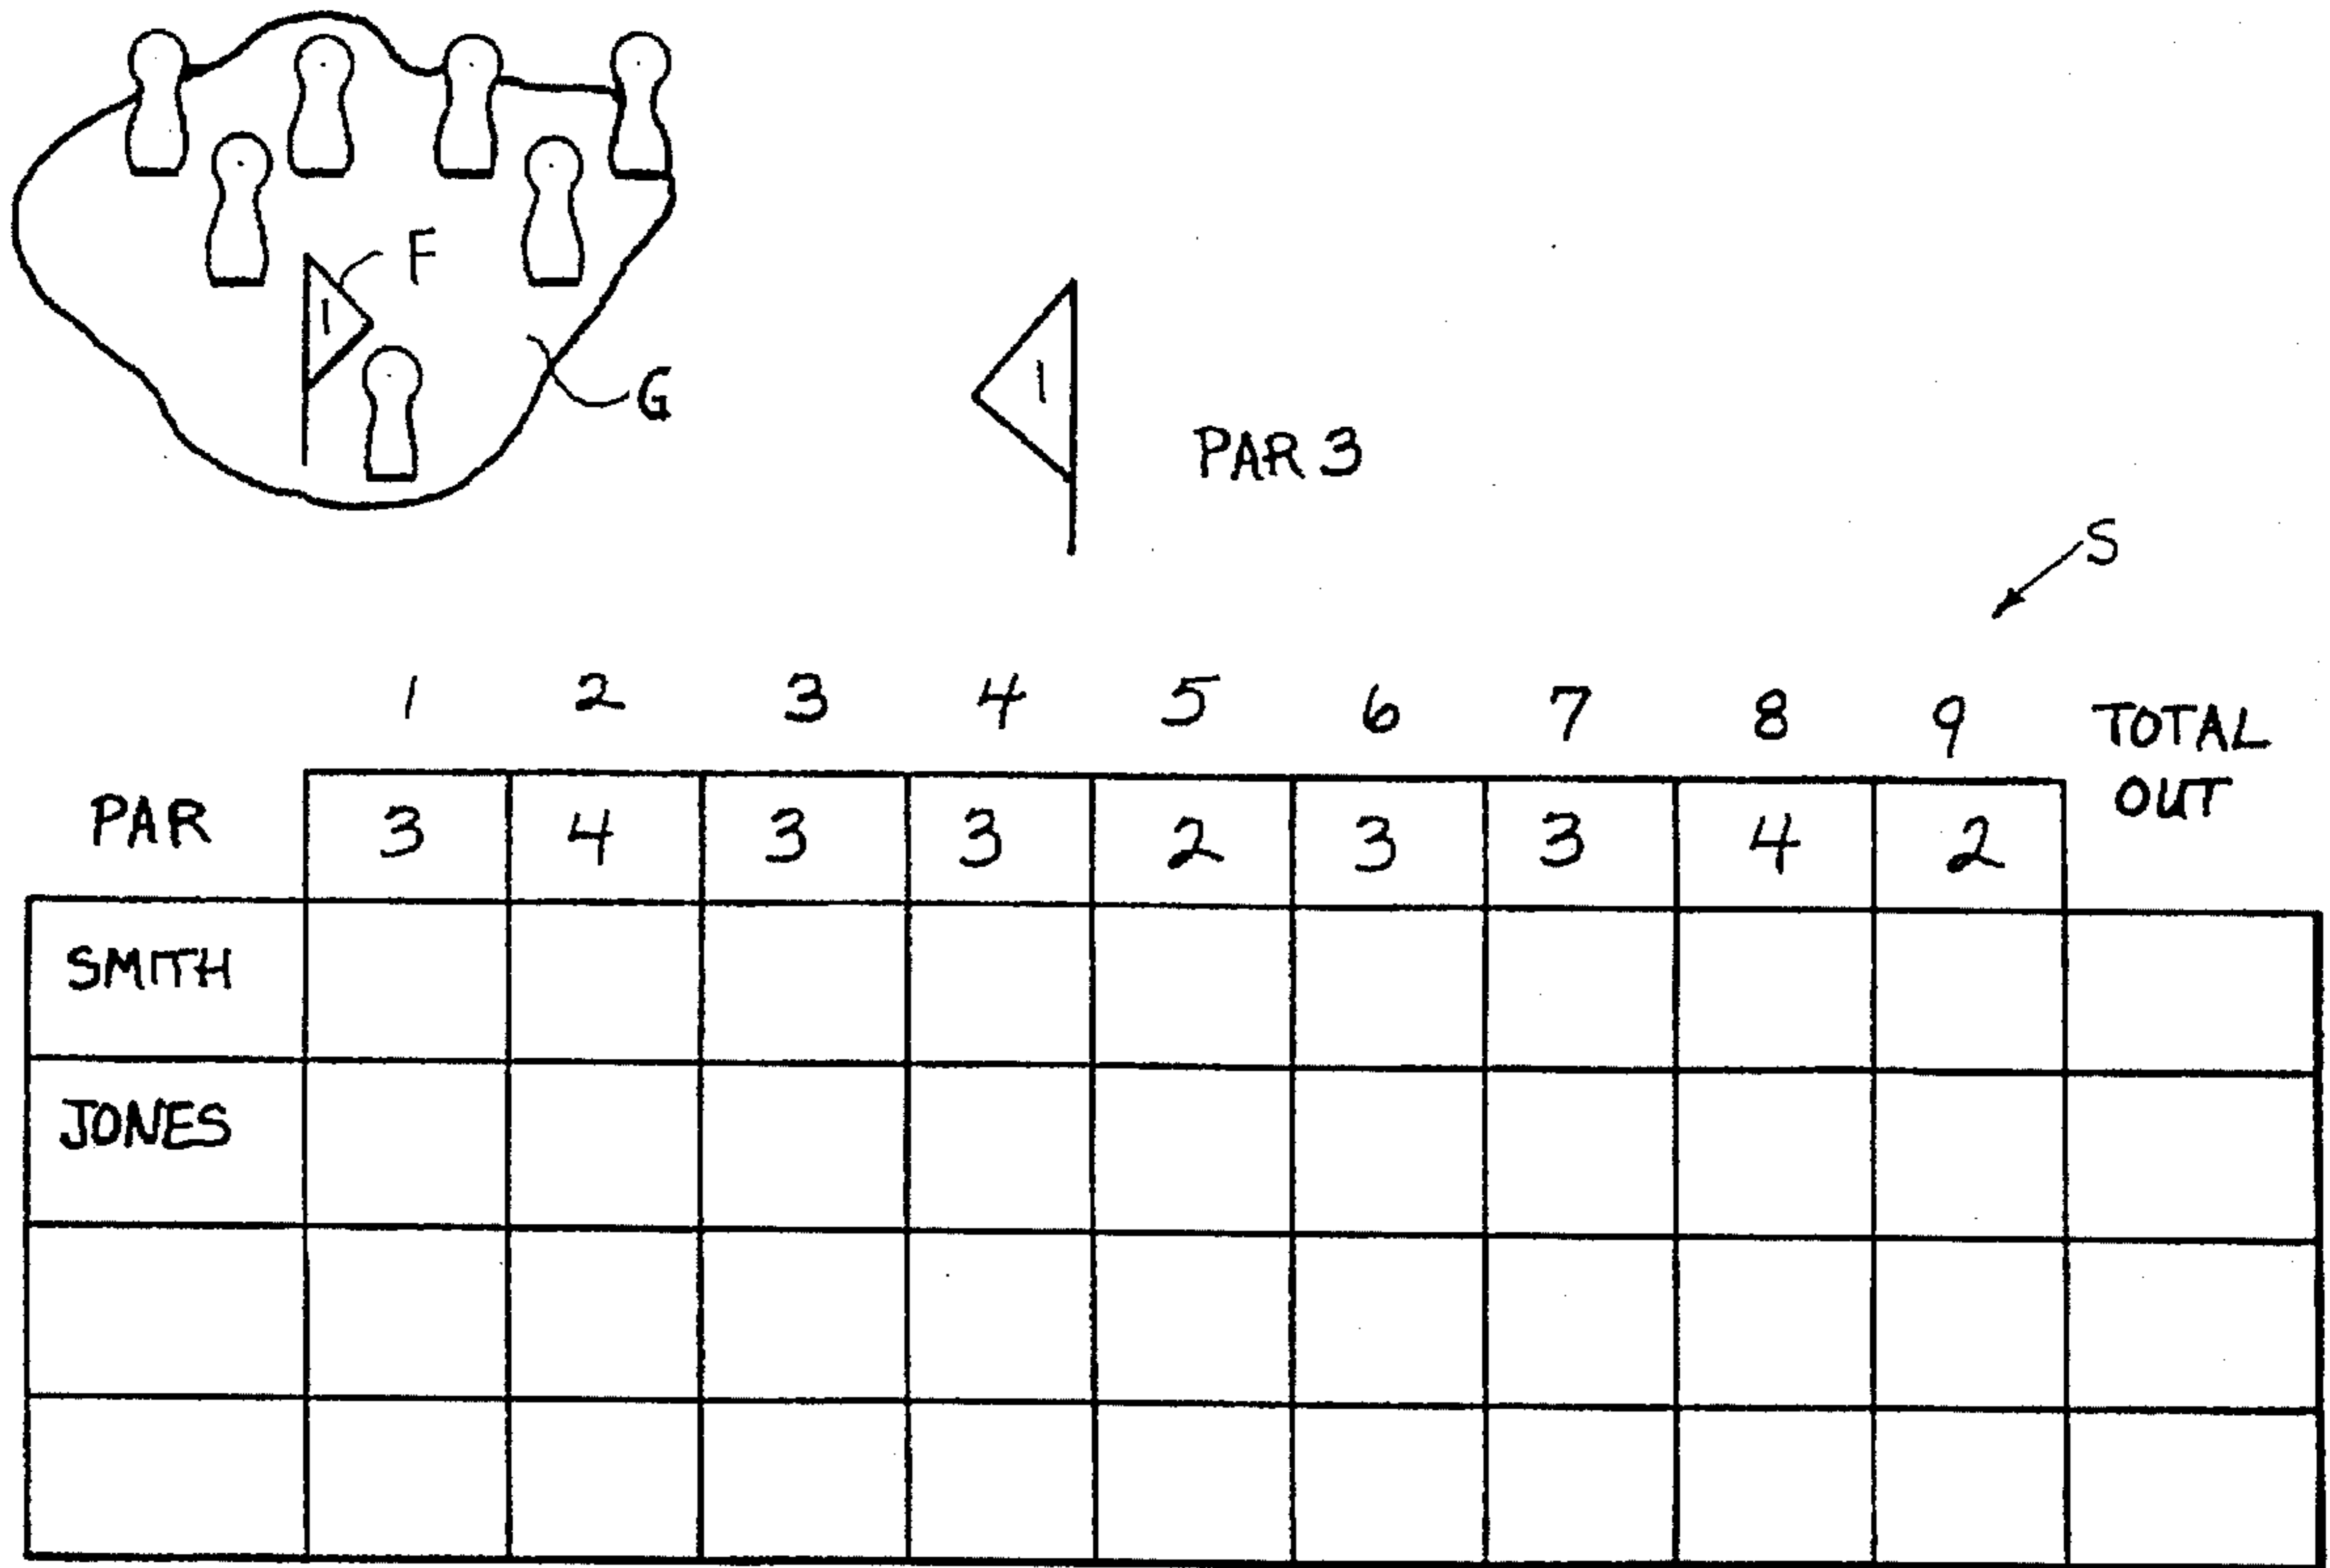 F
1
G
1
PAR 3
S
1 2 3 4 5 6 7 8 9 TOTAL OUT
PAR 3 4 3 3 2 3 3 4 2
SMITH
JONES